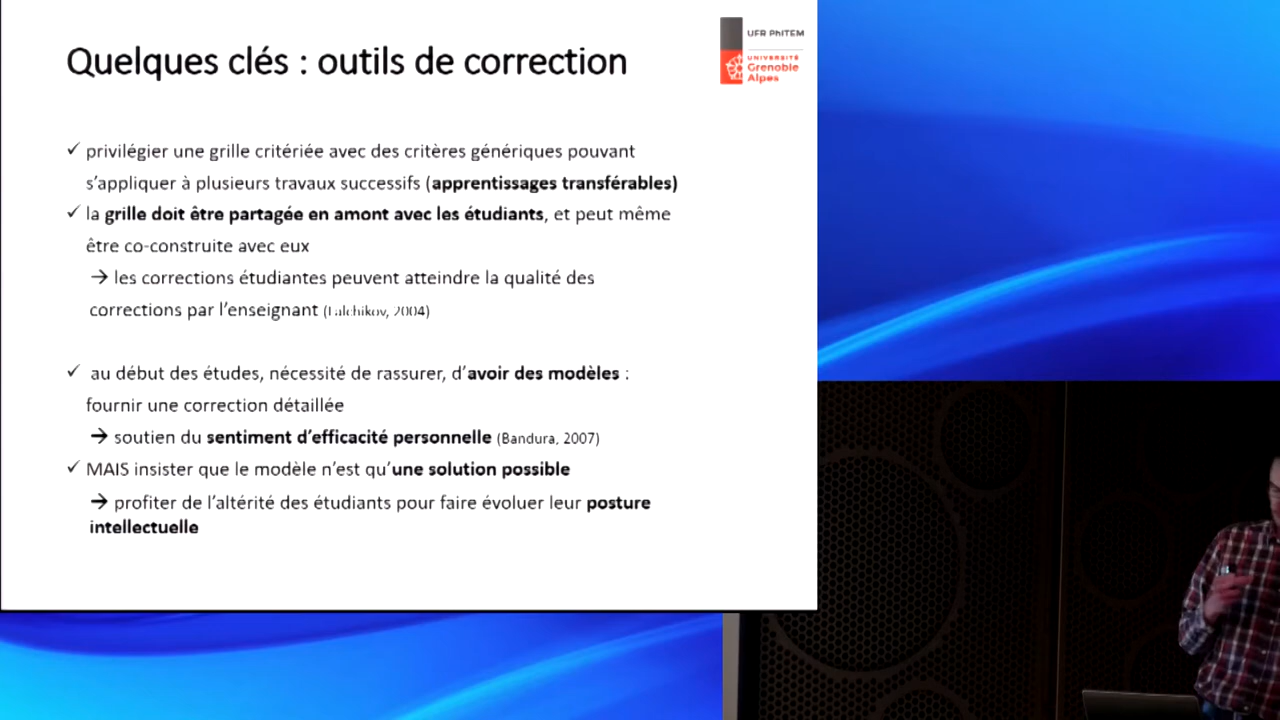 Quelques clés : outils de correction
UFR PhITEM
UNIVERSITÉ
Grenoble
Alpes
✓ privilégier une grille critériée avec des critères génériques pouvant
s’appliquer à plusieurs travaux successifs (apprentissages transférables)
✓ la grille doit être partagée en amont avec les étudiants, et peut même
être co-construite avec eux
→ les corrections étudiantes peuvent atteindre la qualité des
corrections par l’enseignant (Falchikov, 2004)
✓ au début des études, nécessité de rassurer, d’avoir des modèles :
fournir une correction détaillée
→ soutien du sentiment d’efficacité personnelle (Bandura, 2007)
✓ MAIS insister que le modèle n’est qu’une solution possible
→ profiter de l’altérité des étudiants pour faire évoluer leur posture
intellectuelle